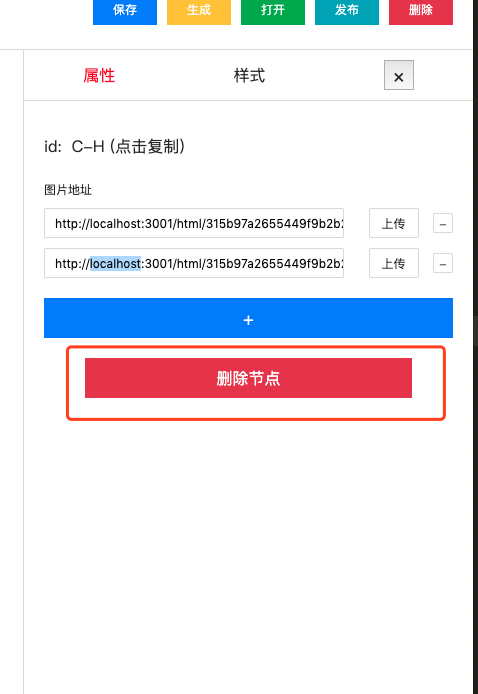 保存 生成 打开 发布 删除
属性 样式 ×
id: C-H (点击复制)
图片地址
http://localhost:3001/html/315b97a2655449f9b2b2 上传 -
http://localhost:3001/html/315b97a2655449f9b2b2 上传 -
+
删除节点